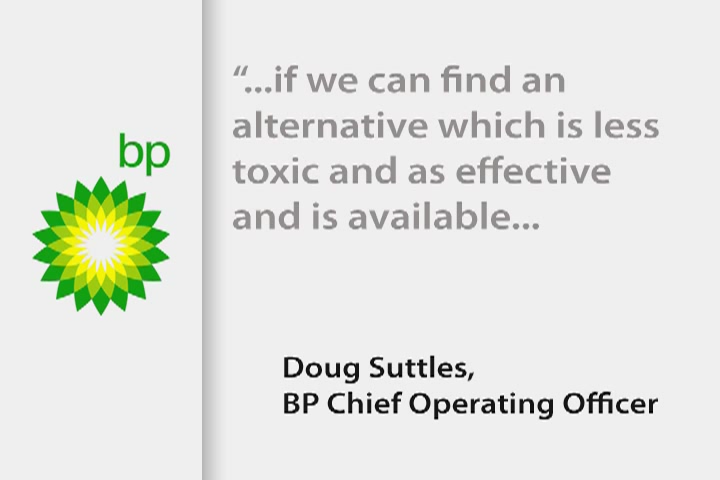 bp
“...if we can find an
alternative which is less
toxic and as effective
and is available...
Doug Suttles,
BP Chief Operating Officer